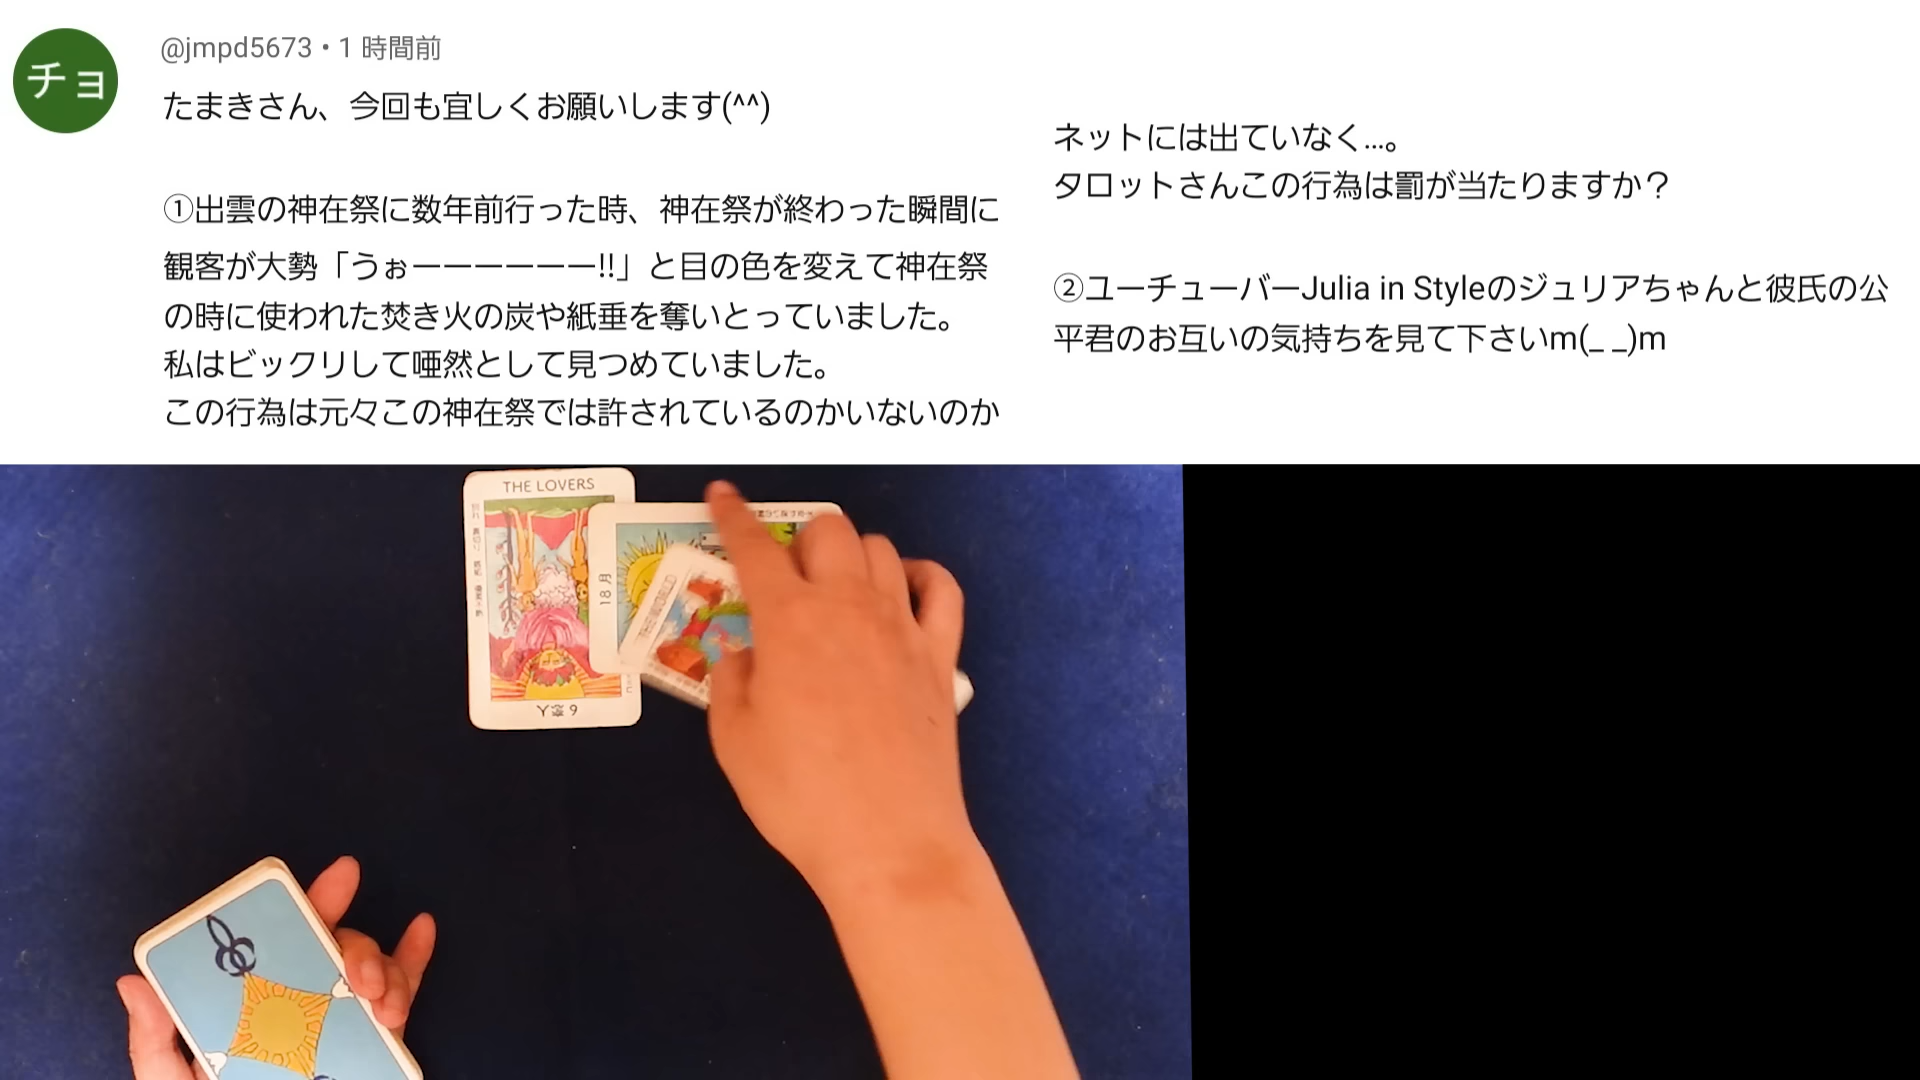 チョ
@jmpd5673・1 時間前
たまきさん、今回も宜しくお願いします(^^)
①出雲の神在祭に数年前行った時、神在祭が終わった瞬間に
観客が大勢「うぉーーーーーー!!」と目の色を変えて神在祭
の時に使われた焚き火の炭や紙垂を奪いとっていました。
私はビックリして唖然として見つめていました。
この行為は元々この神在祭では許されているのかいないのか
ネットには出ていなく...。
タロットさんこの行為は罰が当たりますか？
②ユーチューバーJulia in Styleのジュリアちゃんと彼氏の公
平君のお互いの気持ちを見て下さいm(_ _)m
THE LOVERS
6 恋人
18 月
THE WORLD